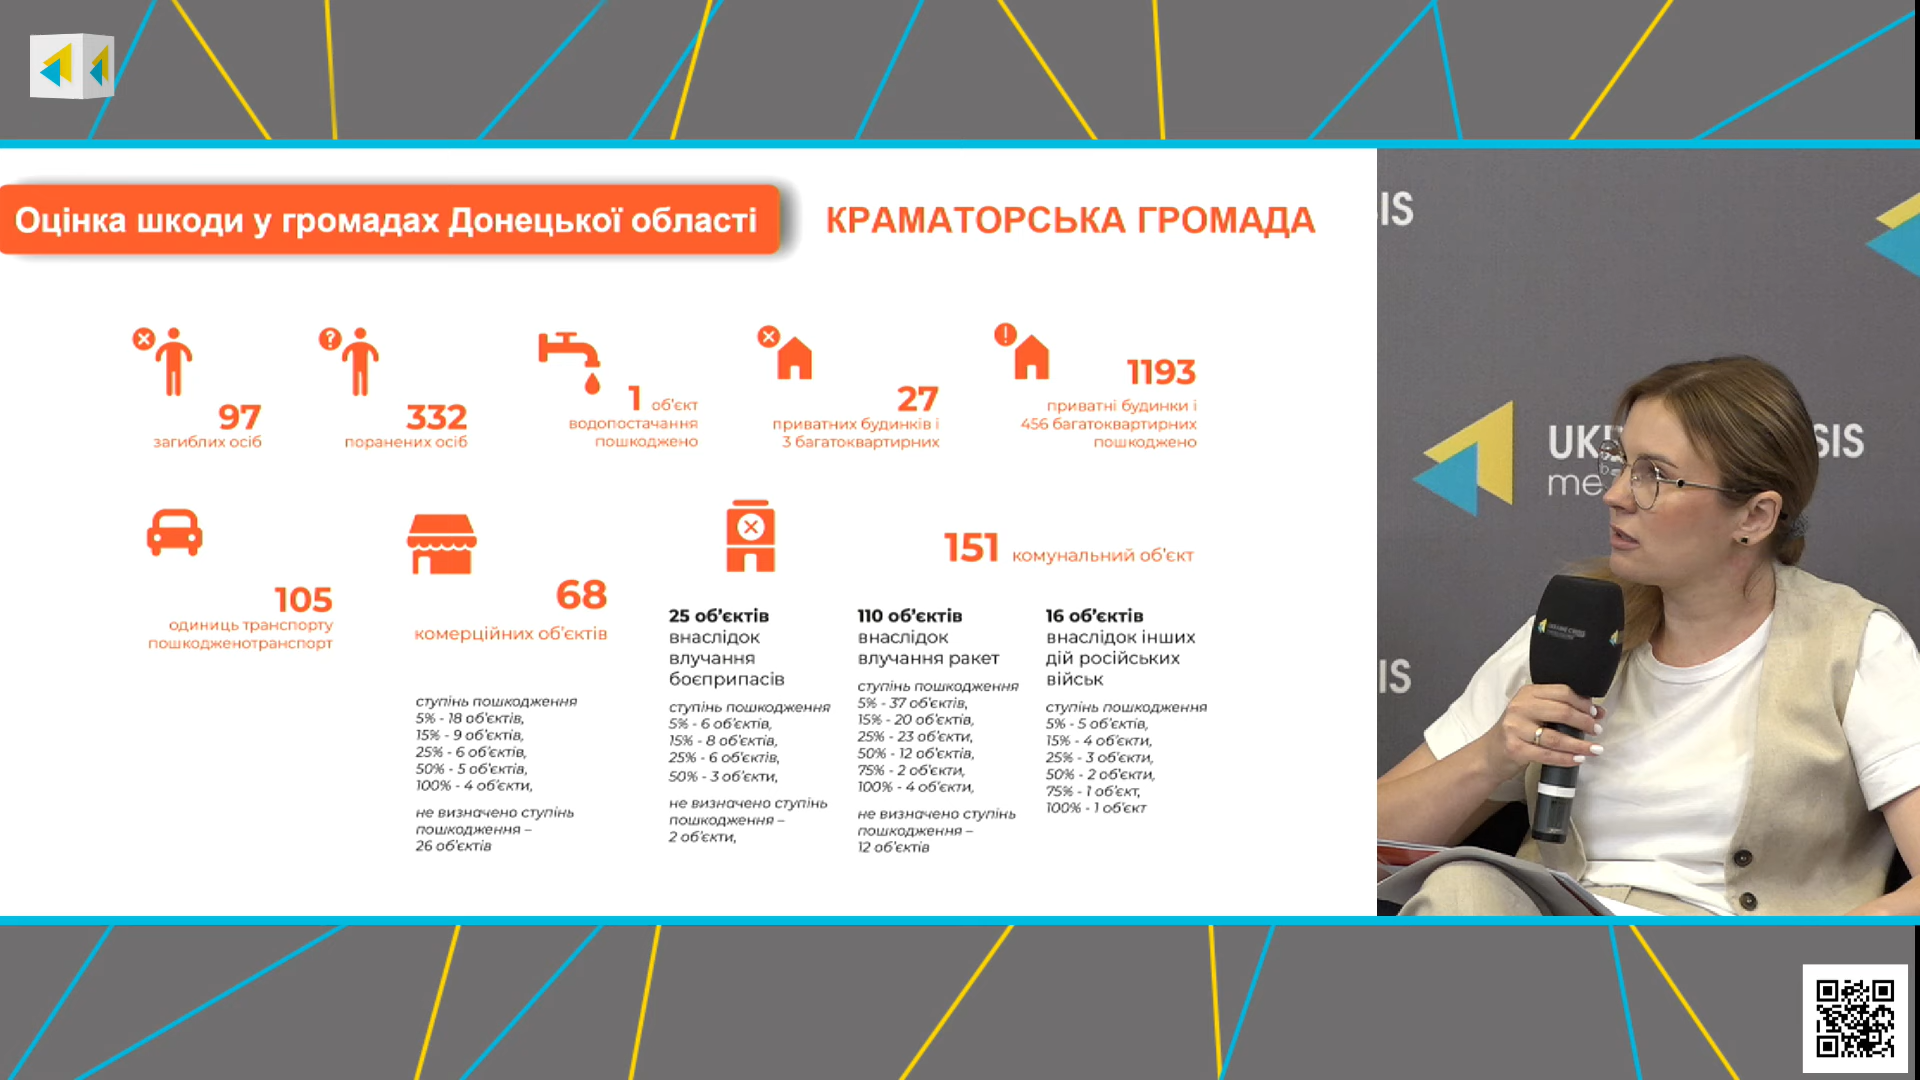 Оцінка шкоди у громадах Донецької області
КРАМАТОРСЬКА ГРОМАДА
97
загиблих осіб
332
поранених осіб
1 об'єкт
водопостачання
пошкоджено
27
приватних будинків і
3 багатоквартирних
1193
приватні будинки і
456 багатоквартирних
пошкоджено
105
одиниць транспорту
пошкодженотранспорт
68
комерційних об'єктів
ступінь пошкодження
5% - 18 об'єктів,
15% - 9 об'єктів,
25% - 6 об'єктів,
50% - 5 об'єктів,
100% - 4 об'єкти,
не визначено ступінь
пошкодження –
26 об'єктів
151 комунальний об'єкт
25 об'єктів
внаслідок
влучання
боєприпасів
ступінь пошкодження
5% - 6 об'єктів,
15% - 8 об'єктів,
25% - 6 об'єктів,
50% - 3 об'єкти,
не визначено ступінь
пошкодження –
2 об'єкти,
110 об'єктів
внаслідок
влучання ракет
ступінь пошкодження
5% - 37 об'єктів,
15% - 20 об'єктів,
25% - 23 об'єкти,
50% - 12 об'єктів,
75% - 2 об'єкти,
100% - 4 об'єкти,
не визначено ступінь
пошкодження –
12 об'єктів
16 об'єктів
внаслідок інших
дій російських
військ
ступінь пошкодження
5% - 5 об'єктів,
15% - 4 об'єкти,
25% - 3 об'єкти,
50% - 2 об'єкти,
75% - 1 об'єкт,
100% - 1 об'єкт
IS
UK SIS
me
IS